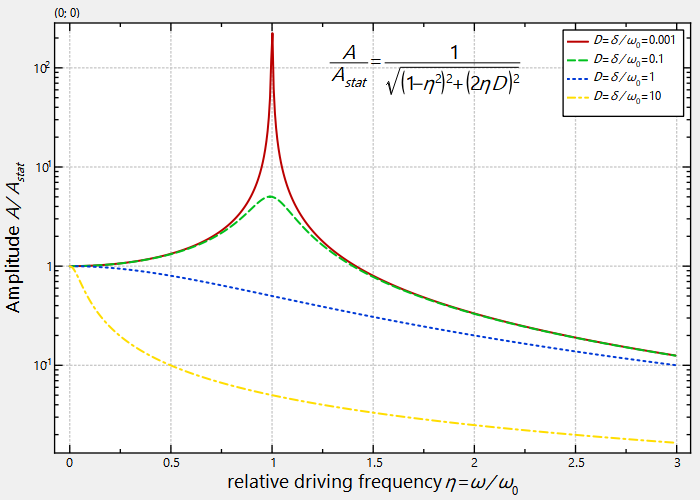 (0; 0)
D=δ/ω₀=0.001
D=δ/ω₀=0.1
D=δ/ω₀=1
D=δ/ω₀=10
A/A_stat = 1/√((1-η²)²+(2ηD)²)
Amplitude A/A_stat
10²
10¹
1
10⁻¹
0 0.5 1 1.5 2 2.5 3
relative driving frequency η=ω/ω₀